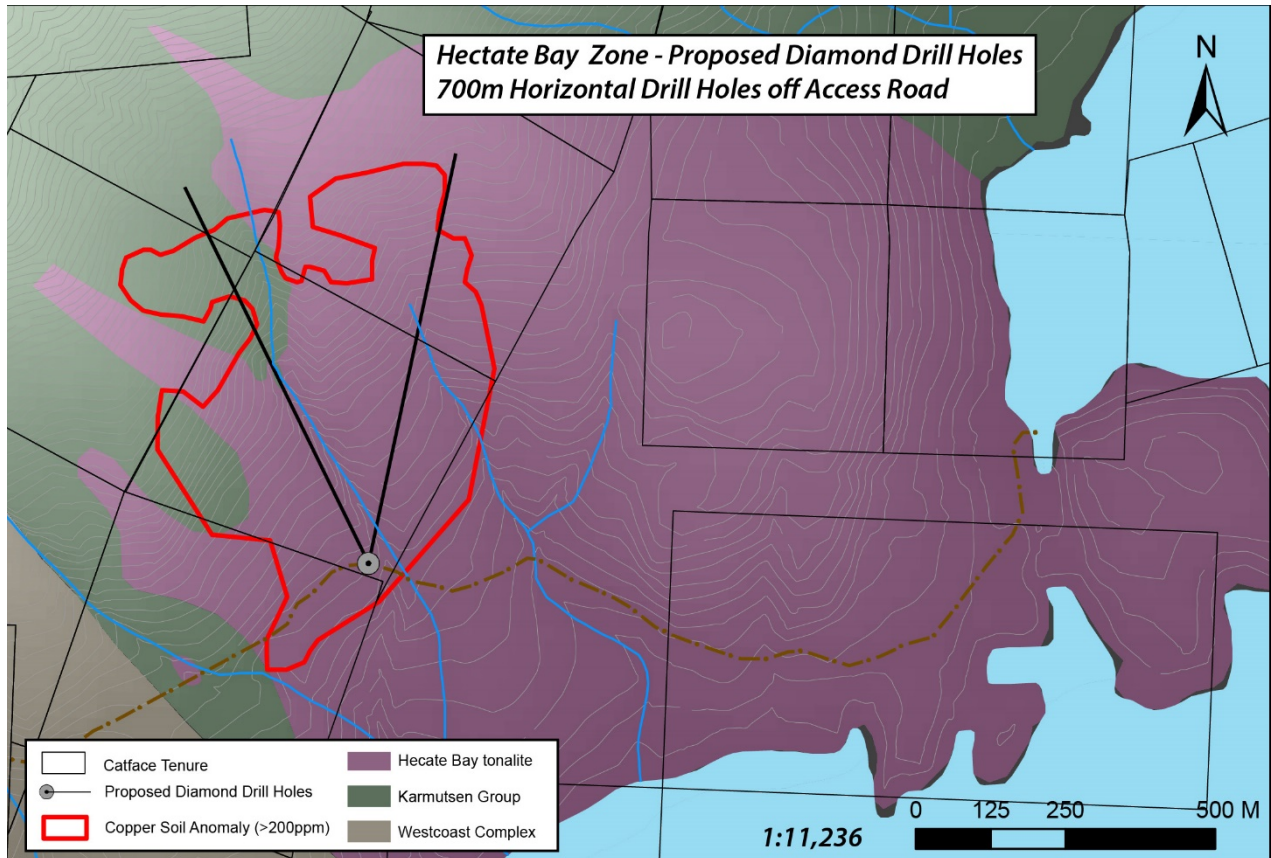 Hectate Bay Zone - Proposed Diamond Drill Holes
700m Horizontal Drill Holes off Access Road
N
Catface Tenure
Proposed Diamond Drill Holes
Copper Soil Anomaly (>200ppm)
Hecate Bay tonalite
Karmutsen Group
Westcoast Complex
0 125 250 500 M
1:11,236